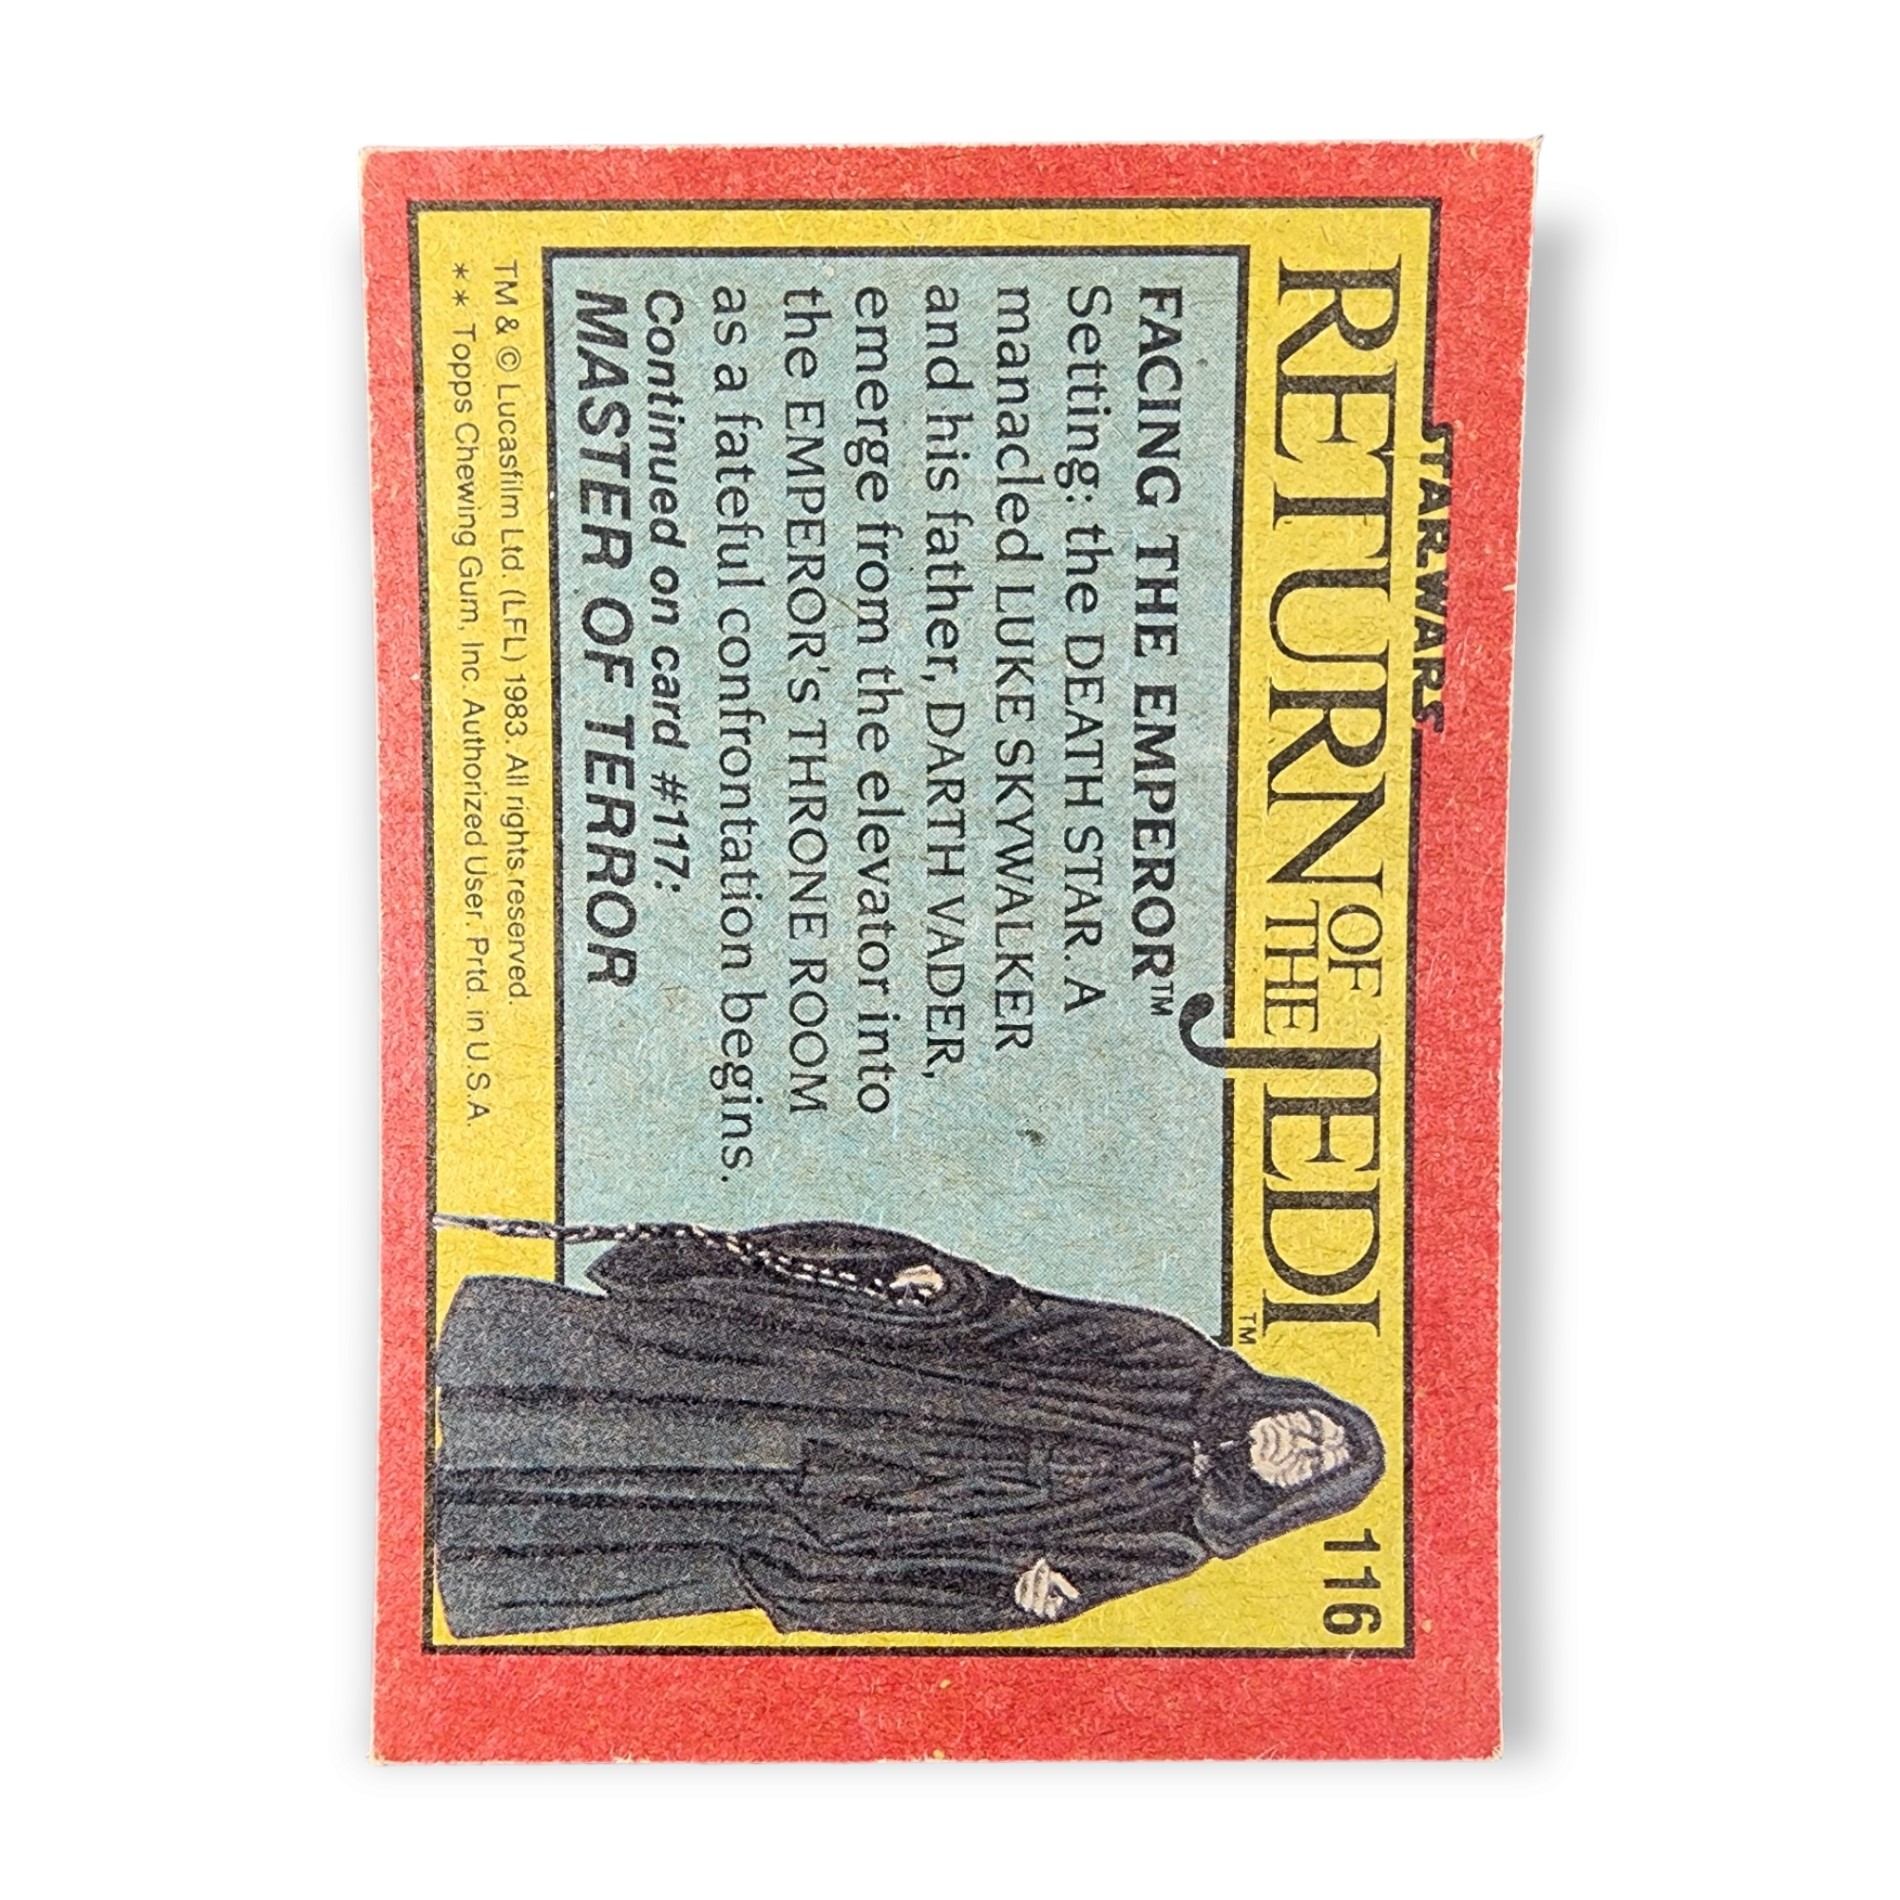 STAR WARS
RETURN OF THE JEDI™
116
FACING THE EMPEROR™
Setting: the DEATH STAR. A
manacled LUKE SKYWALKER
and his father, DARTH VADER,
emerge from the elevator into
the EMPEROR'S THRONE ROOM
as a fateful confrontation begins.
Continued on card #117:
MASTER OF TERROR
TM & © Lucasfilm Ltd. (LFL) 1983. All rights reserved.
** Topps Chewing Gum, Inc. Authorized User. Prtd. in U.S.A.